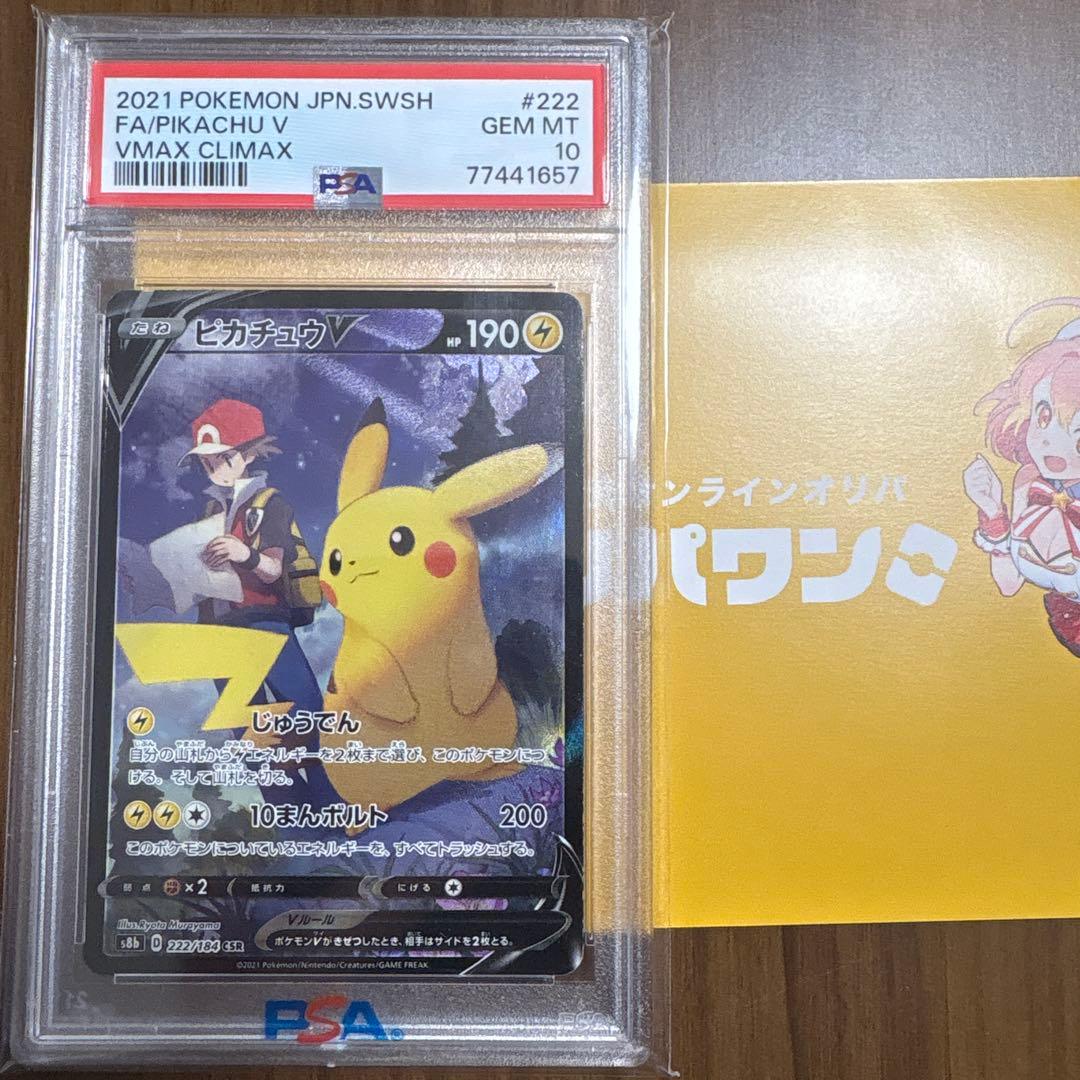 2021 POKEMON JPN.SWSH #222
FA/PIKACHU V GEM MT
VMAX CLIMAX 10
77441657
PSA
たね ピカチュウV HP 190
じゅうでん
自分の山札から エネルギーを2枚まで選び、このポケモンにつ
ける。そして山札を切る。
10まんボルト 200
このポケモンについているエネルギーを、すべてトラッシュする。
弱点 ×2 抵抗力 にげる
Illus. Ryota Murayama
Vルール
ポケモンVがきぜつしたとき、相手はサイドを2枚とる。
s8b D 222/184 CSR
©2021 Pokémon/Nintendo/Creatures/GAME FREAK
PSA
ンラインオリパ
パワン